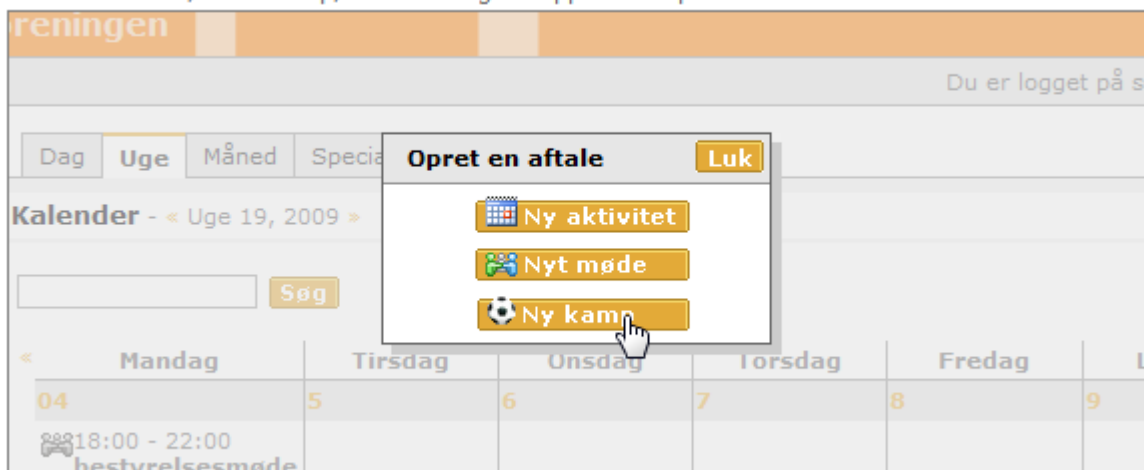 reningen
Du er logget på s
Dag Uge Måned Specia
Opret en aftale Luk
Kalender - « Uge 19, 2009 »
Ny aktivitet
Nyt møde
Søg
Ny kamp
« Mandag Tirsdag Onsdag Torsdag Fredag L
04 5 6 7 8 9
18:00 - 22:00
bestyrelsesmøde